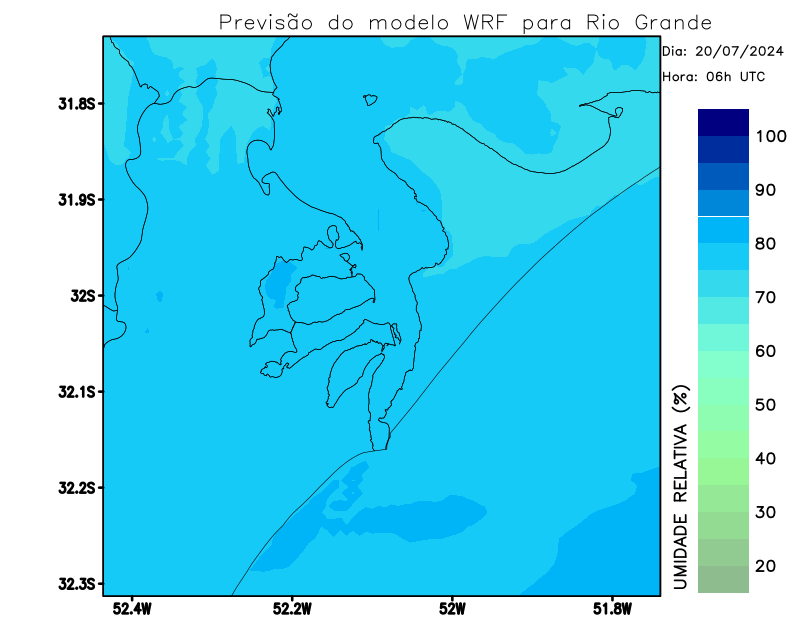 Previsão do modelo WRF para Rio Grande
Dia: 20/07/2024
Hora: 06h UTC
31.8S
31.9S
32S
32.1S
32.2S
32.3S
52.4W
52.2W
52W
51.8W
100
90
80
70
60
50
40
30
20
UMIDADE RELATIVA (%)